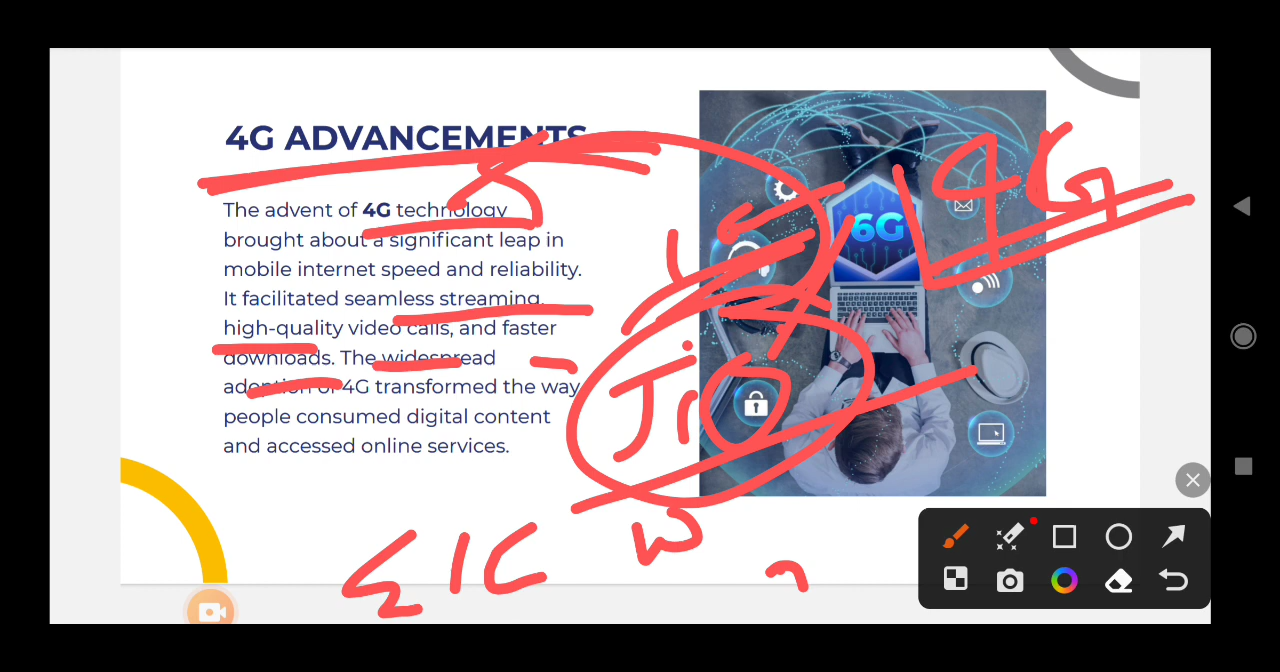 4G ADVANCEMENTS
The advent of 4G technology
brought about a significant leap in
mobile internet speed and reliability.
It facilitated seamless streaming,
high-quality video calls, and faster
downloads. The widespread
adoption of 4G transformed the way
people consumed digital content
and accessed online services.
6G
4G
Jio